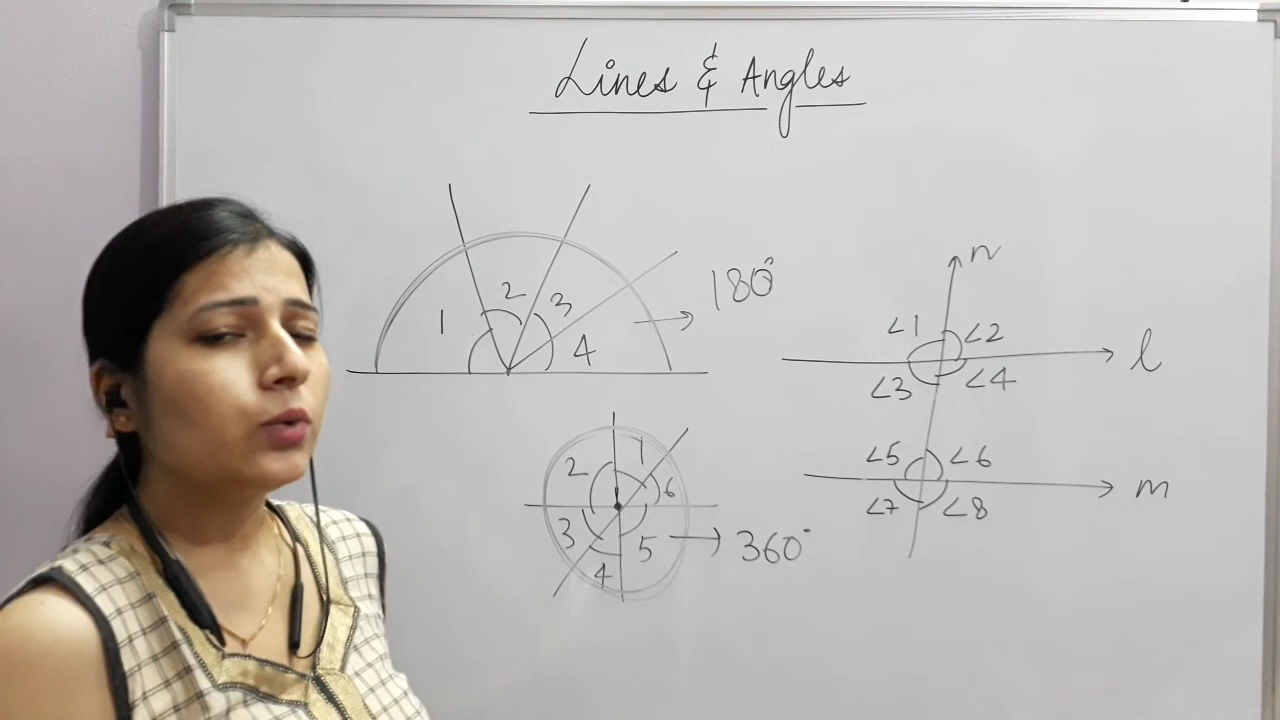 Lines & Angles
1 2 3 4
180°
2 1 6
3 4 5
360°
n
∠1 ∠2
l
∠3 ∠4
∠5 ∠6
m
∠7 ∠8